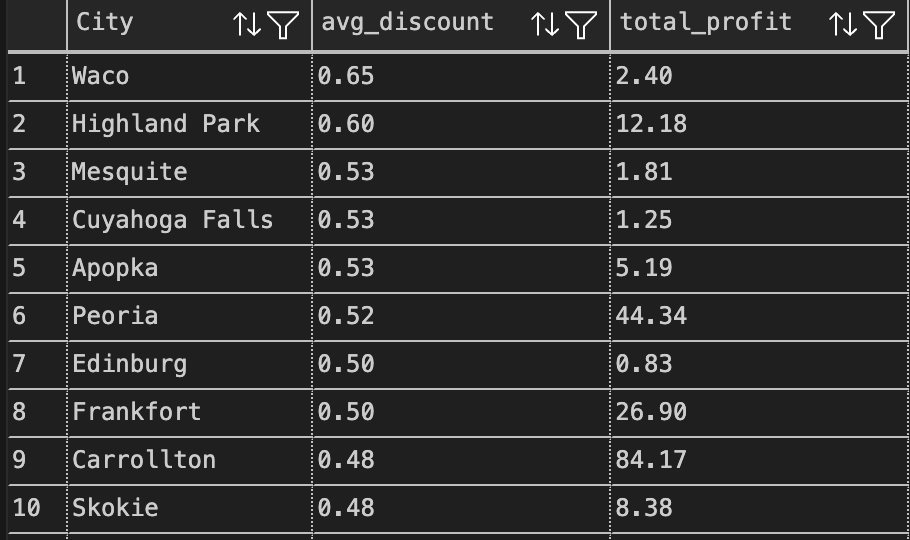 City avg_discount total_profit
1 Waco 0.65 2.40
2 Highland Park 0.60 12.18
3 Mesquite 0.53 1.81
4 Cuyahoga Falls 0.53 1.25
5 Apopka 0.53 5.19
6 Peoria 0.52 44.34
7 Edinburg 0.50 0.83
8 Frankfort 0.50 26.90
9 Carrollton 0.48 84.17
10 Skokie 0.48 8.38